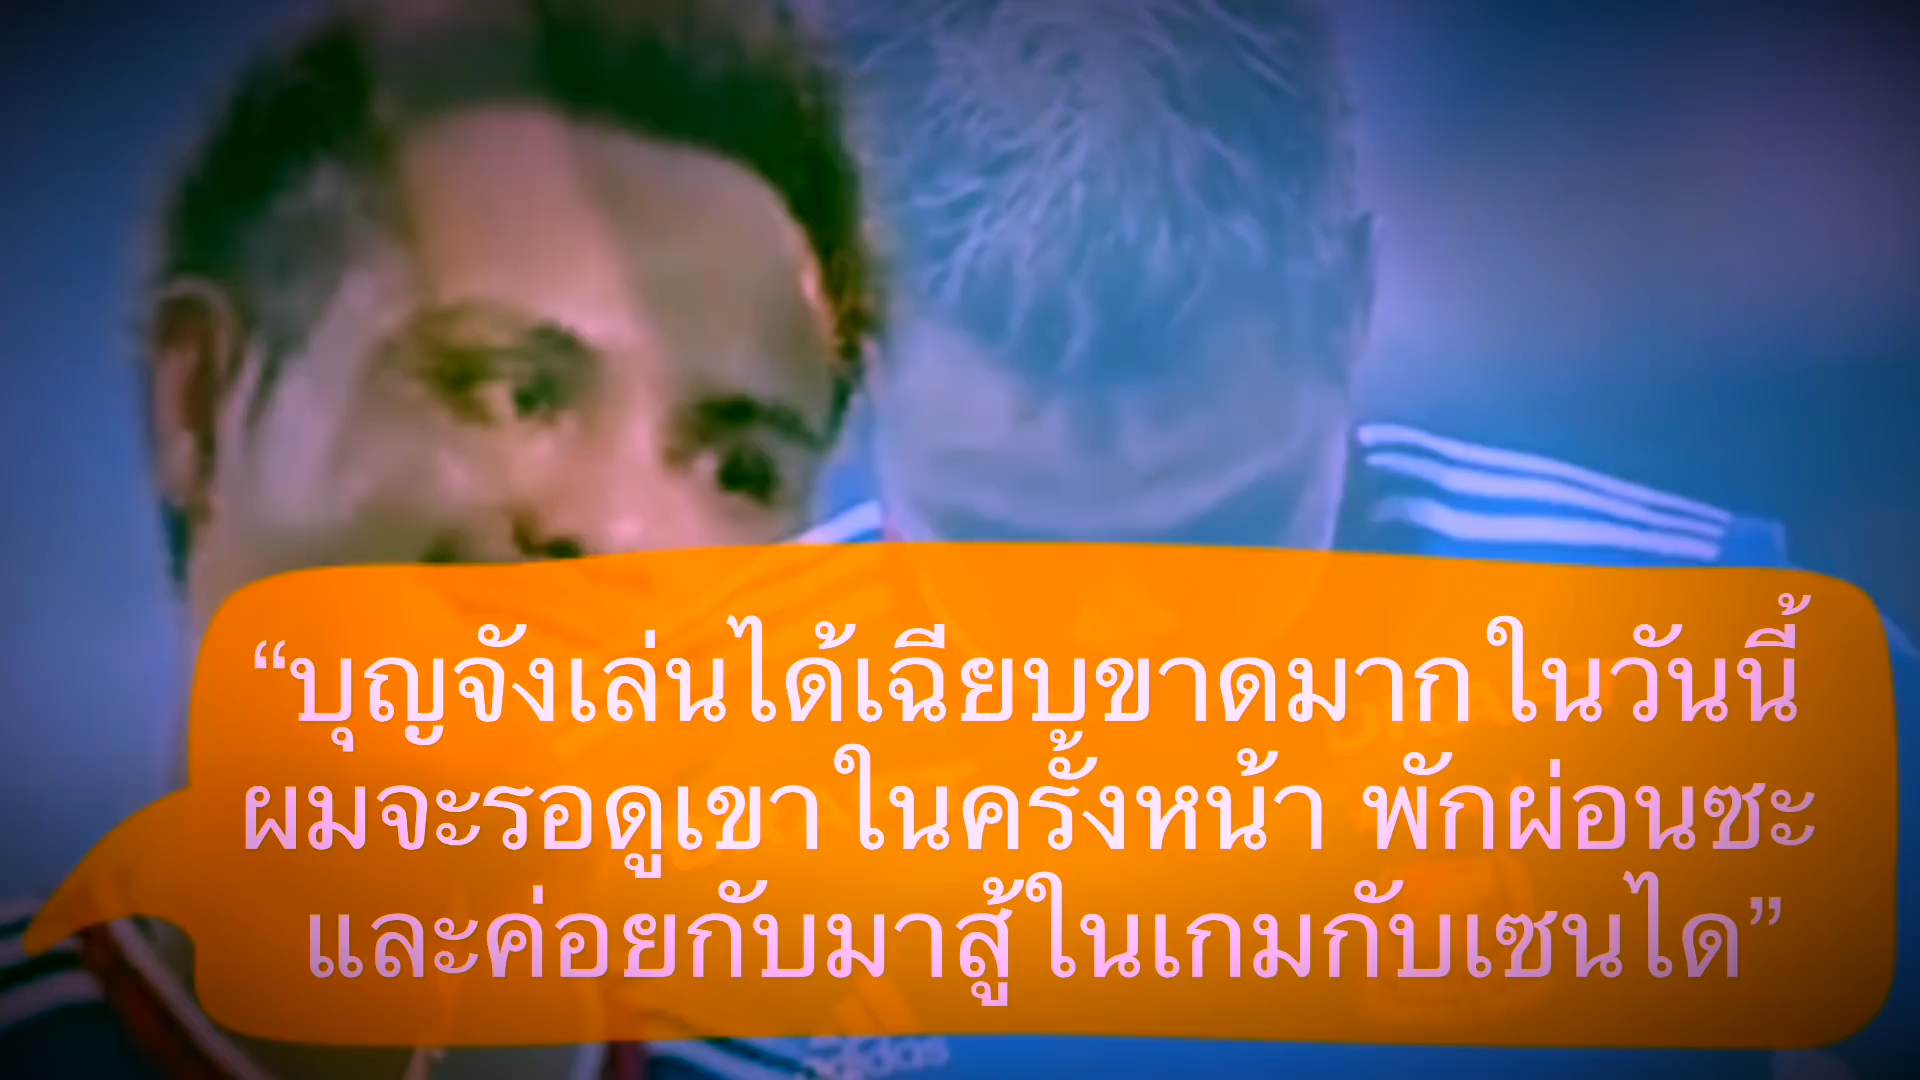 “บุญจังเล่นได้เฉียบขาดมาก ในวันนี้
ผมจะรอดูเขาในครั้งหน้า พักผ่อนซะ
และค่อยกับมาสู้ในเกมกับเซนได”
adidas